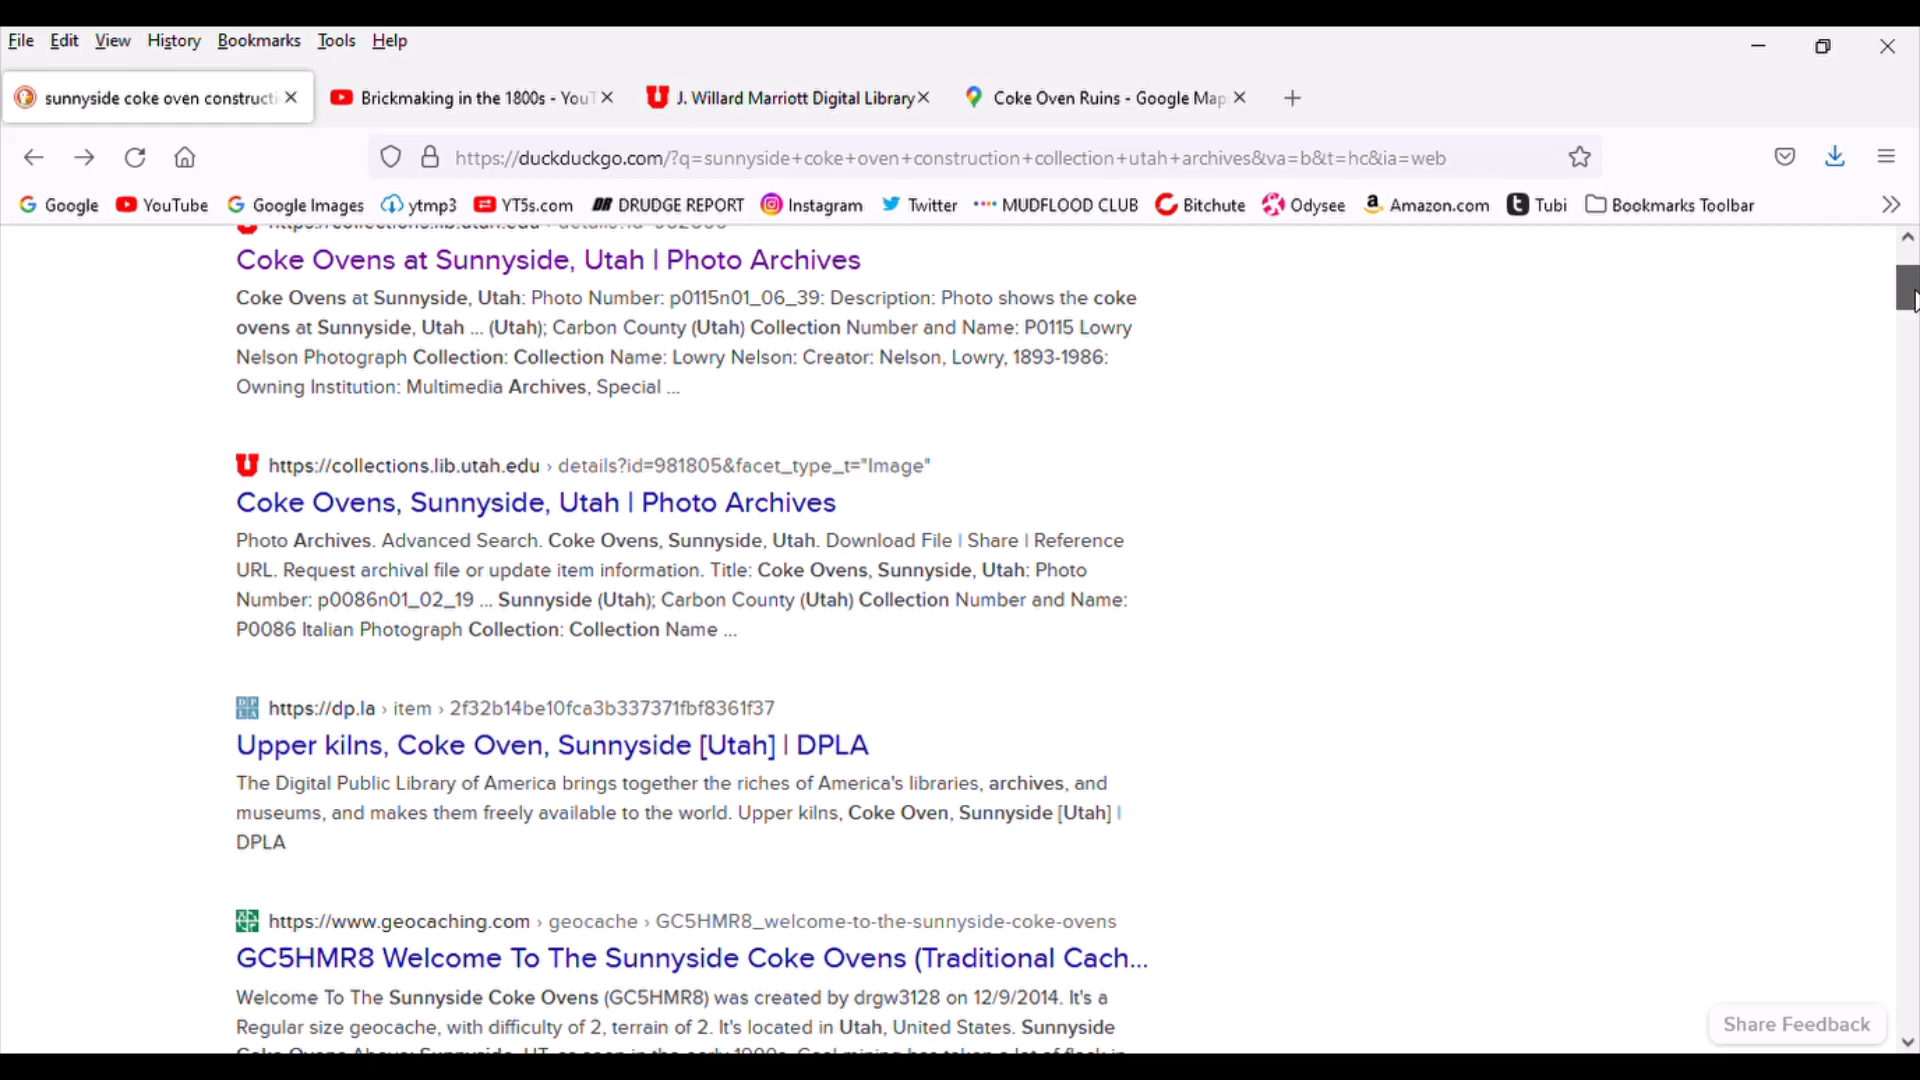 File Edit View History Bookmarks Tools Help
sunnyside coke oven constructi
Brickmaking in the 1800s - YouT
J. Willard Marriott Digital Library
Coke Oven Ruins - Google Map
https://duckduckgo.com/?q=sunnyside+coke+oven+construction+collection+utah+archives&va=b&t=hc&ia=web
Google YouTube Google Images ytmp3 YT5s.com DRUDGE REPORT Instagram Twitter MUDFLOOD CLUB Bitchute Odysee Amazon.com Tubi Bookmarks Toolbar
Coke Ovens at Sunnyside, Utah | Photo Archives
Coke Ovens at Sunnyside, Utah: Photo Number: p0115n01_06_39: Description: Photo shows the coke
ovens at Sunnyside, Utah ... (Utah); Carbon County (Utah) Collection Number and Name: P0115 Lowry
Nelson Photograph Collection: Collection Name: Lowry Nelson: Creator: Nelson, Lowry, 1893-1986:
Owning Institution: Multimedia Archives, Special ...
https://collections.lib.utah.edu › details?id=981805&facet_type_t="Image"
Coke Ovens, Sunnyside, Utah | Photo Archives
Photo Archives. Advanced Search. Coke Ovens, Sunnyside, Utah. Download File | Share | Reference
URL. Request archival file or update item information. Title: Coke Ovens, Sunnyside, Utah: Photo
Number: p0086n01_02_19 ... Sunnyside (Utah); Carbon County (Utah) Collection Number and Name:
P0086 Italian Photograph Collection: Collection Name ...
https://dp.la › item › 2f32b14be10fca3b337371fbf8361f37
Upper kilns, Coke Oven, Sunnyside [Utah] | DPLA
The Digital Public Library of America brings together the riches of America's libraries, archives, and
museums, and makes them freely available to the world. Upper kilns, Coke Oven, Sunnyside [Utah] |
DPLA
https://www.geocaching.com › geocache › GC5HMR8_welcome-to-the-sunnyside-coke-ovens
GC5HMR8 Welcome To The Sunnyside Coke Ovens (Traditional Cach...
Welcome To The Sunnyside Coke Ovens (GC5HMR8) was created by drgw3128 on 12/9/2014. It's a
Regular size geocache, with difficulty of 2, terrain of 2. It's located in Utah, United States. Sunnyside
Share Feedback